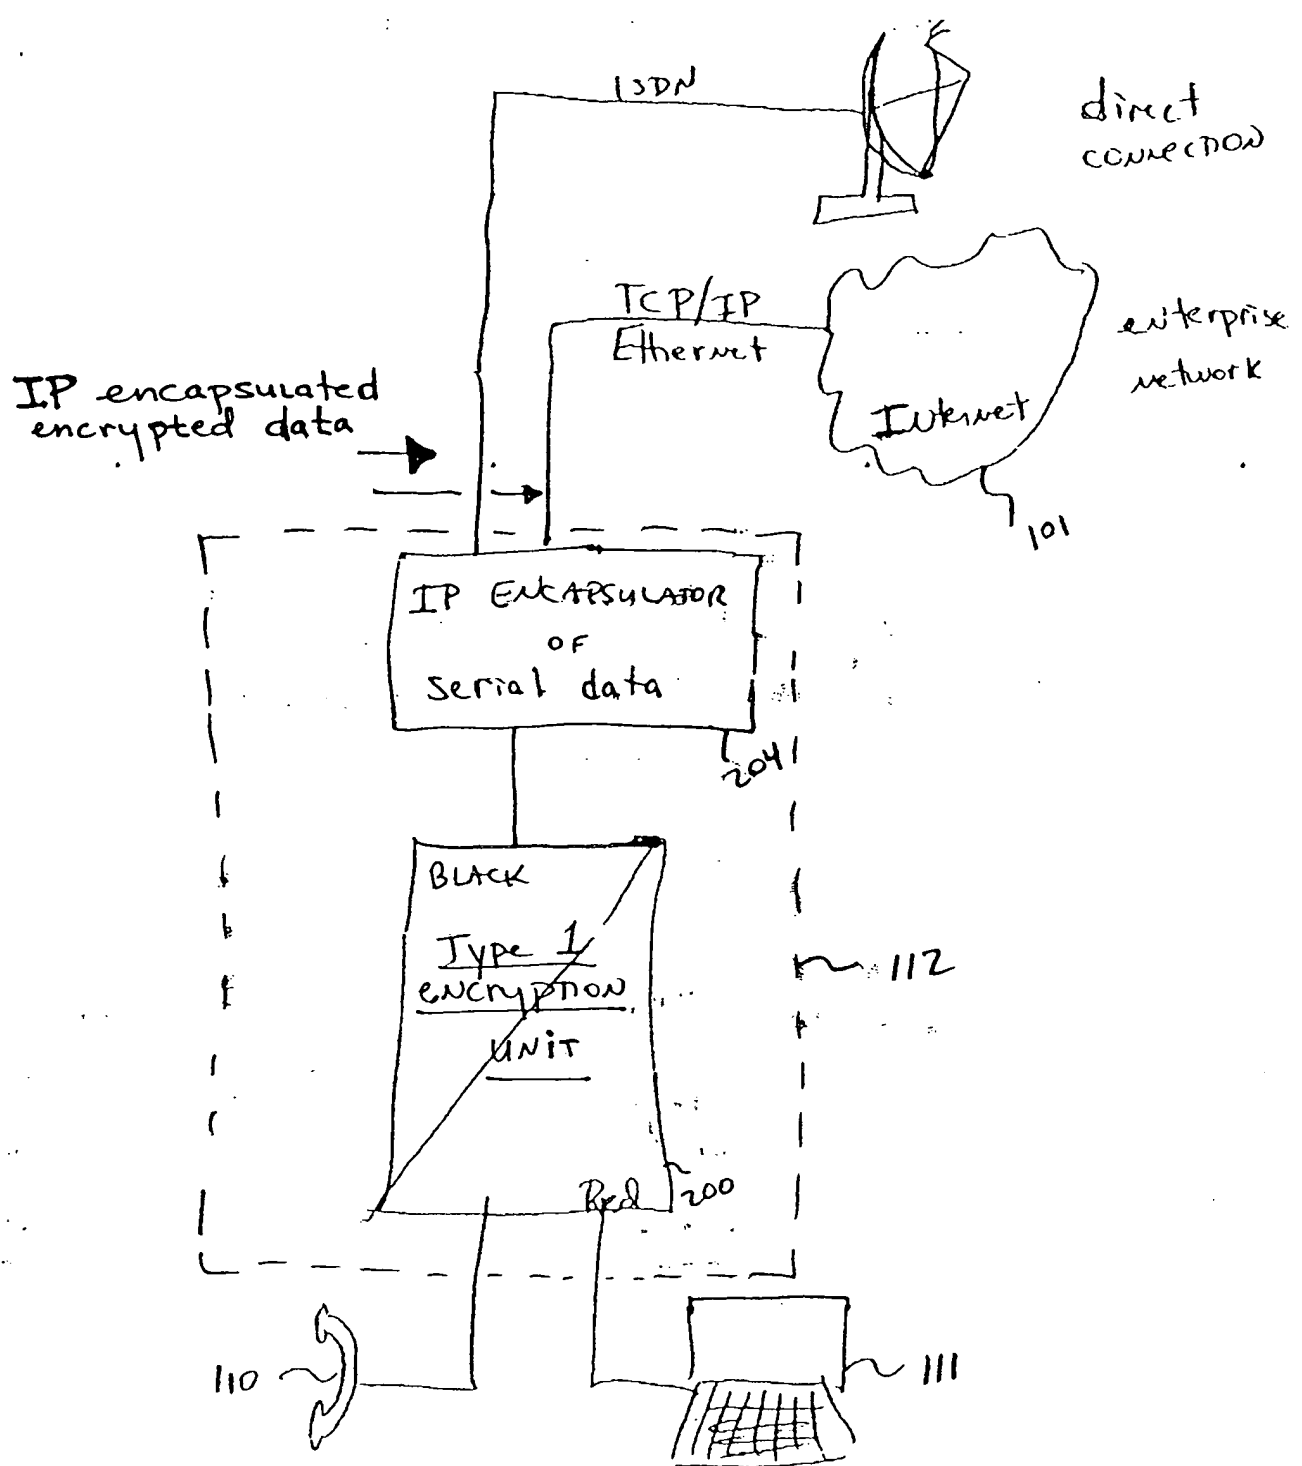 ISDN
direct
connection
TCP/IP
Ethernet
enterprise
network
Internet
IP encapsulated
encrypted data
101
IP ENCAPSULATOR
OF
serial data
204
BLACK
Type 1
encryption
UNIT
112
Red
200
110
111